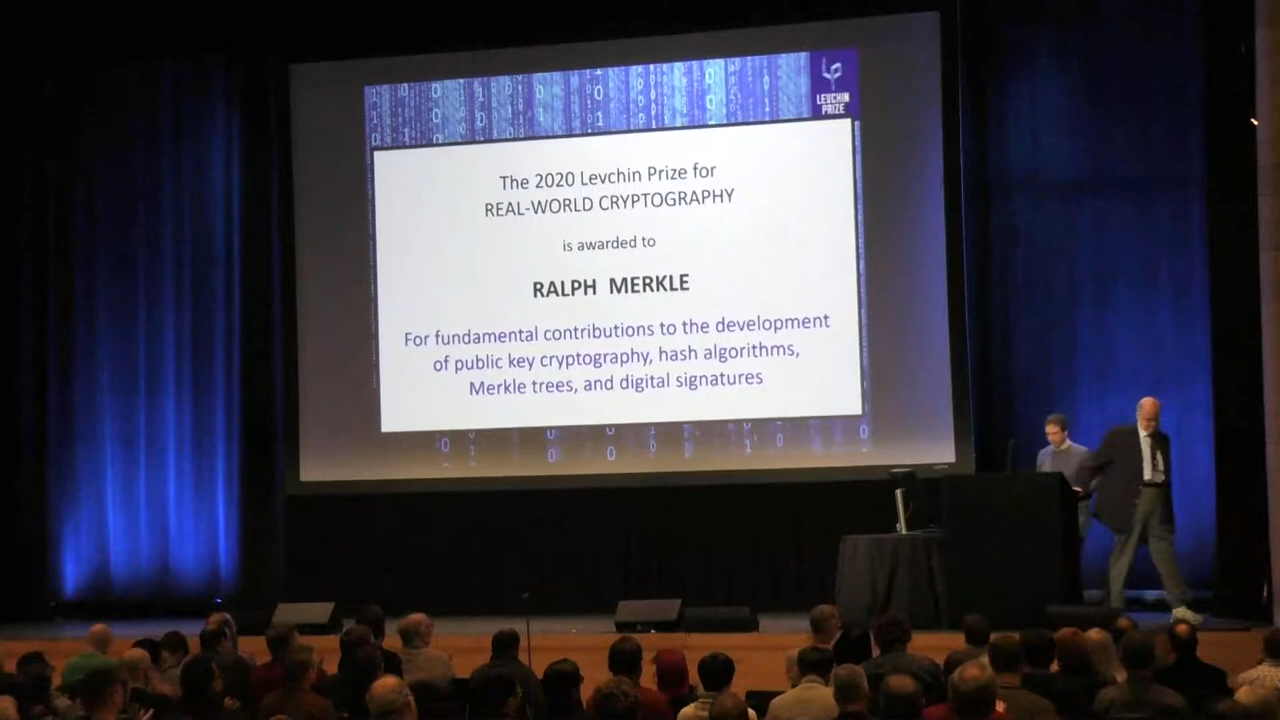 LEVCHIN
PRIZE
The 2020 Levchin Prize for
REAL-WORLD CRYPTOGRAPHY
is awarded to
RALPH MERKLE
For fundamental contributions to the development
of public key cryptography, hash algorithms,
Merkle trees, and digital signatures